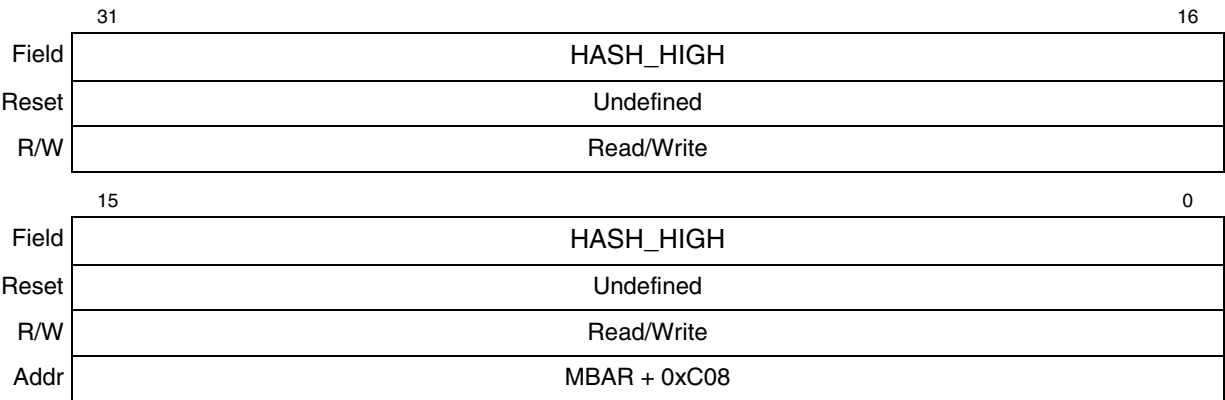 31 16
Field HASH_HIGH
Reset Undefined
R/W Read/Write
15 0
Field HASH_HIGH
Reset Undefined
R/W Read/Write
Addr MBAR + 0xC08